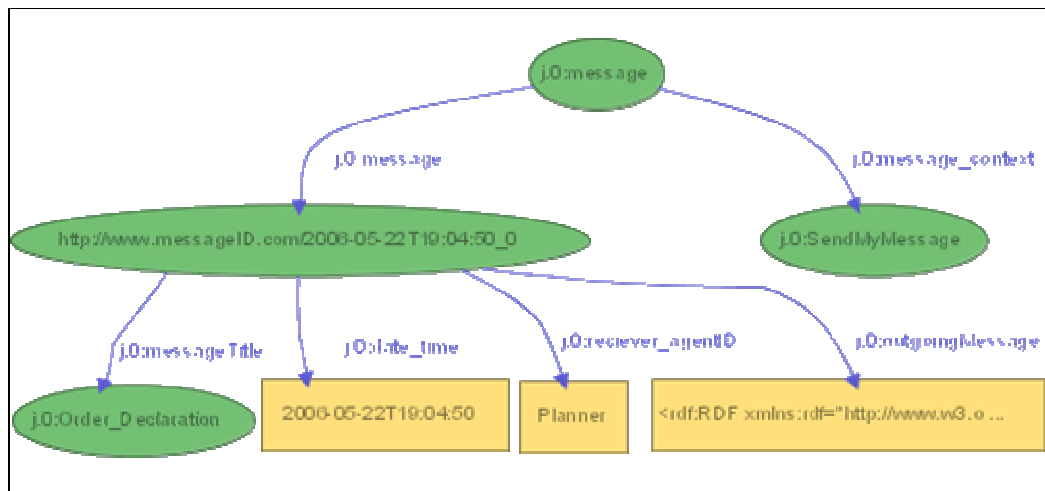 j.0:message
j.0:message
j.0:message_context
http://www.messageID.com/2006-05-22T19:04:50_0
j.0:SendMyMessage
j.0:messageTitle
j.0:date_time
j.0:reciever_agentID
j.0:outgoingMessage
j.0:Order_Declaration
2006-05-22T19:04:50
Planner
<rdf:RDF xmlns:rdf="http://www.w3.o ...